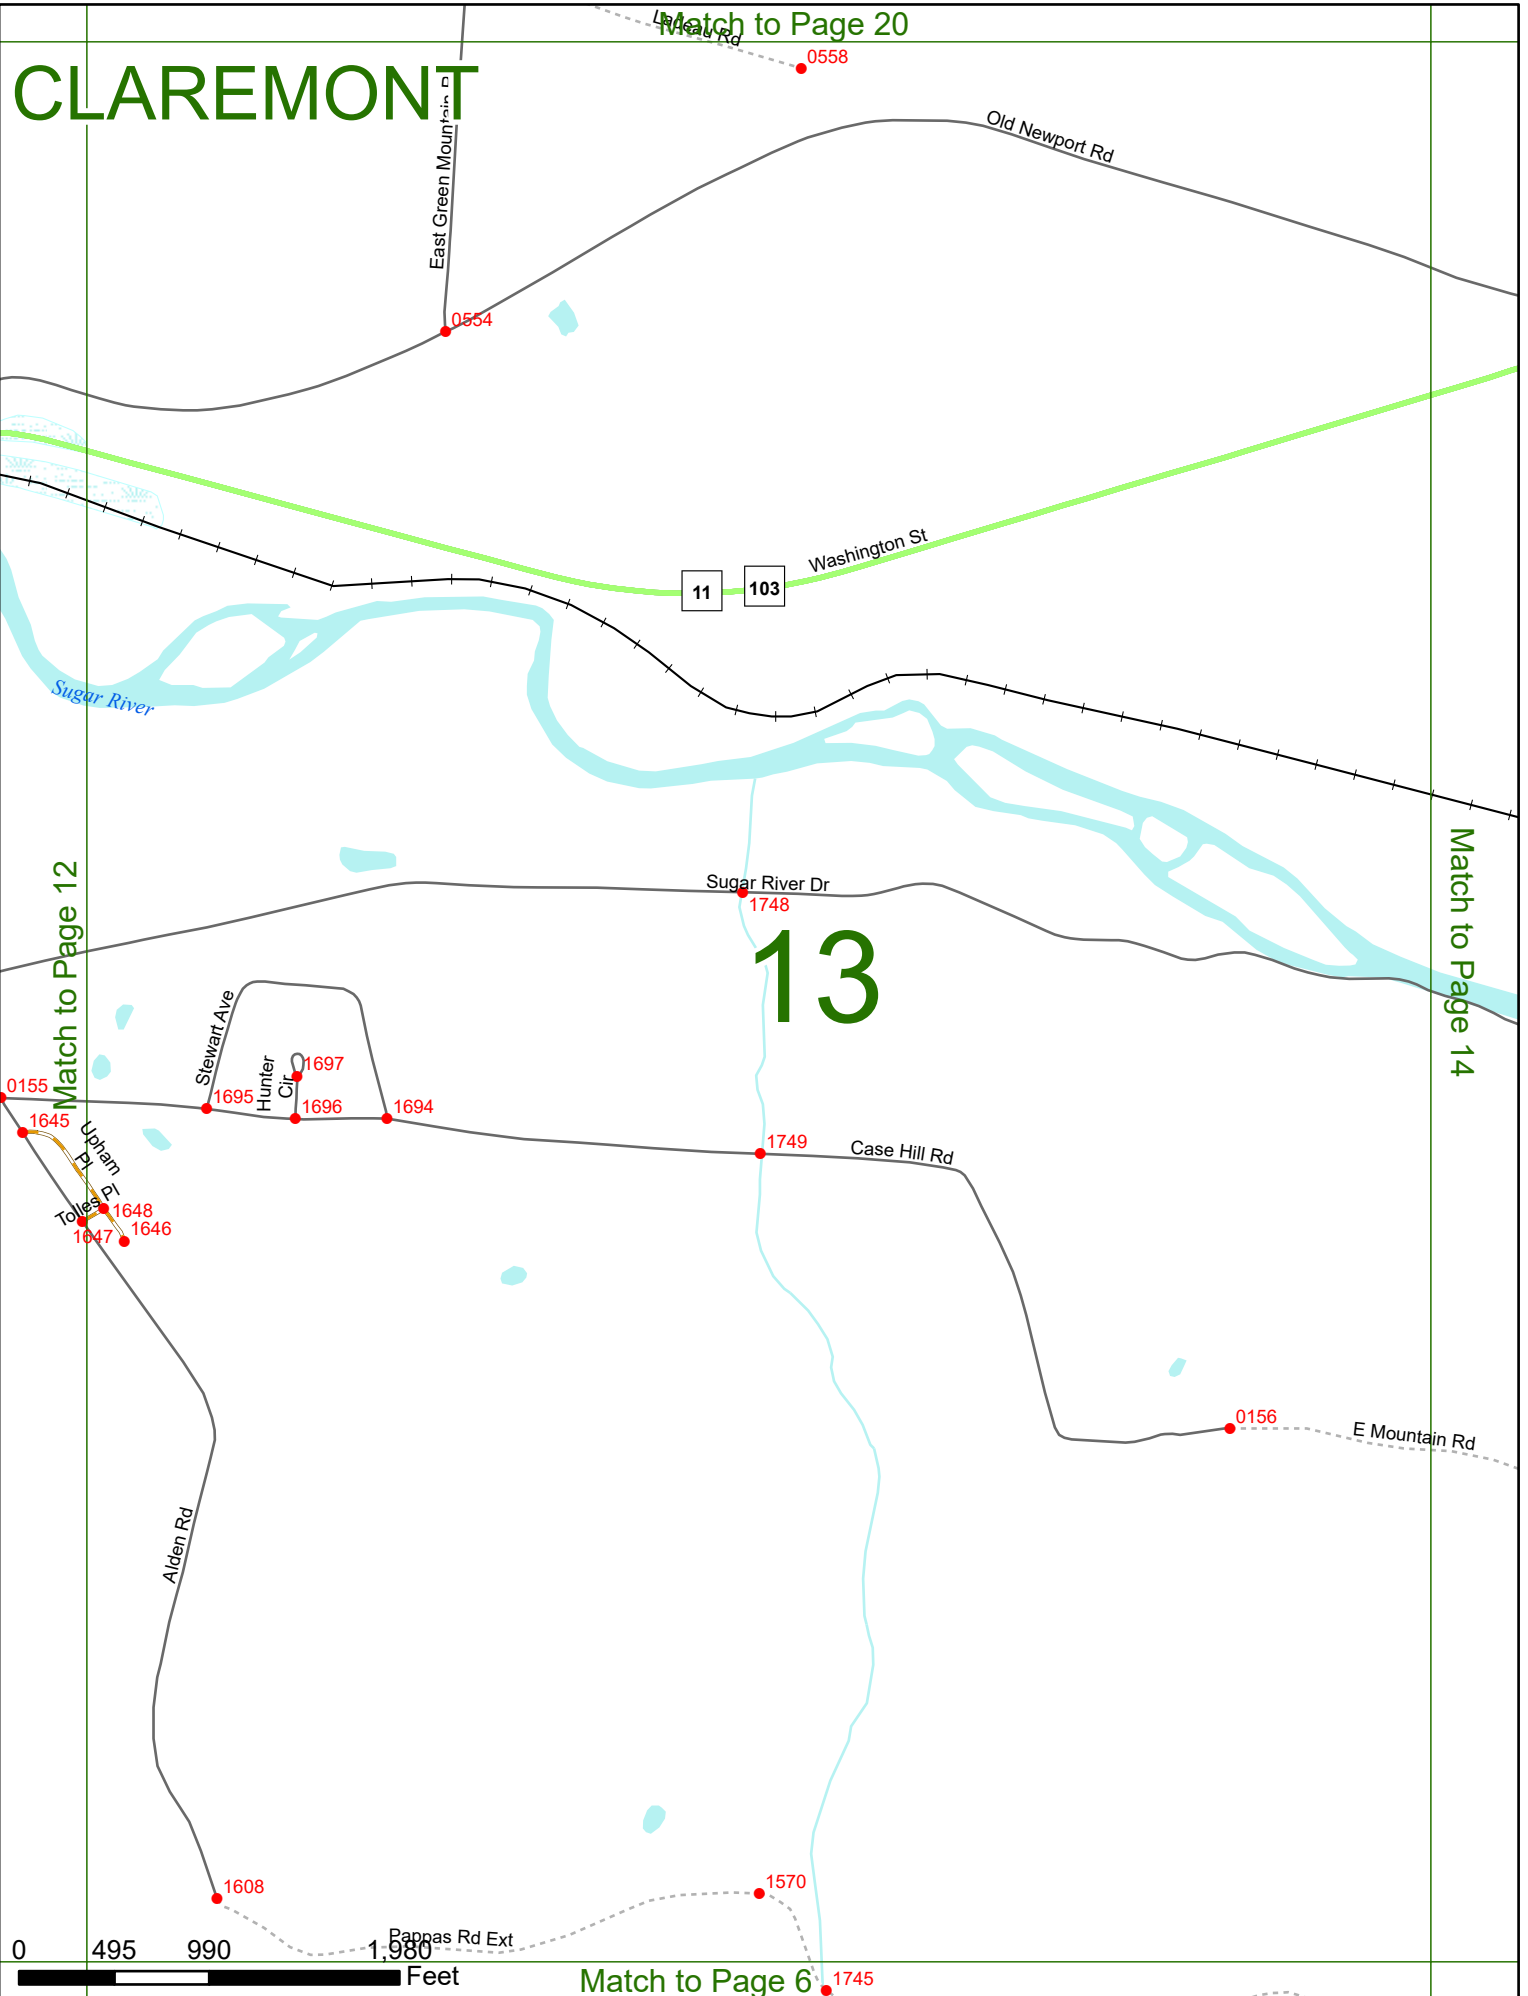 Match to Page 20
Ladeau Rd
0558
CLAREMONT
Old Newport Rd
East Green Mountain R
0554
Washington St
11
103
Sugar River
Sugar River Dr
1748
13
Match to Page 12
Match to Page 14
Stewart Ave
Hunter
Cir
1697
0155
1695
1696
1694
1645
Upham
Pl
1749
Case Hill Rd
Tolles Pl
1648
1647
1646
0156
E Mountain Rd
Alden Rd
1608
1570
Pappas Rd Ext
0 495 990 1,980
Feet
Match to Page 6
1745